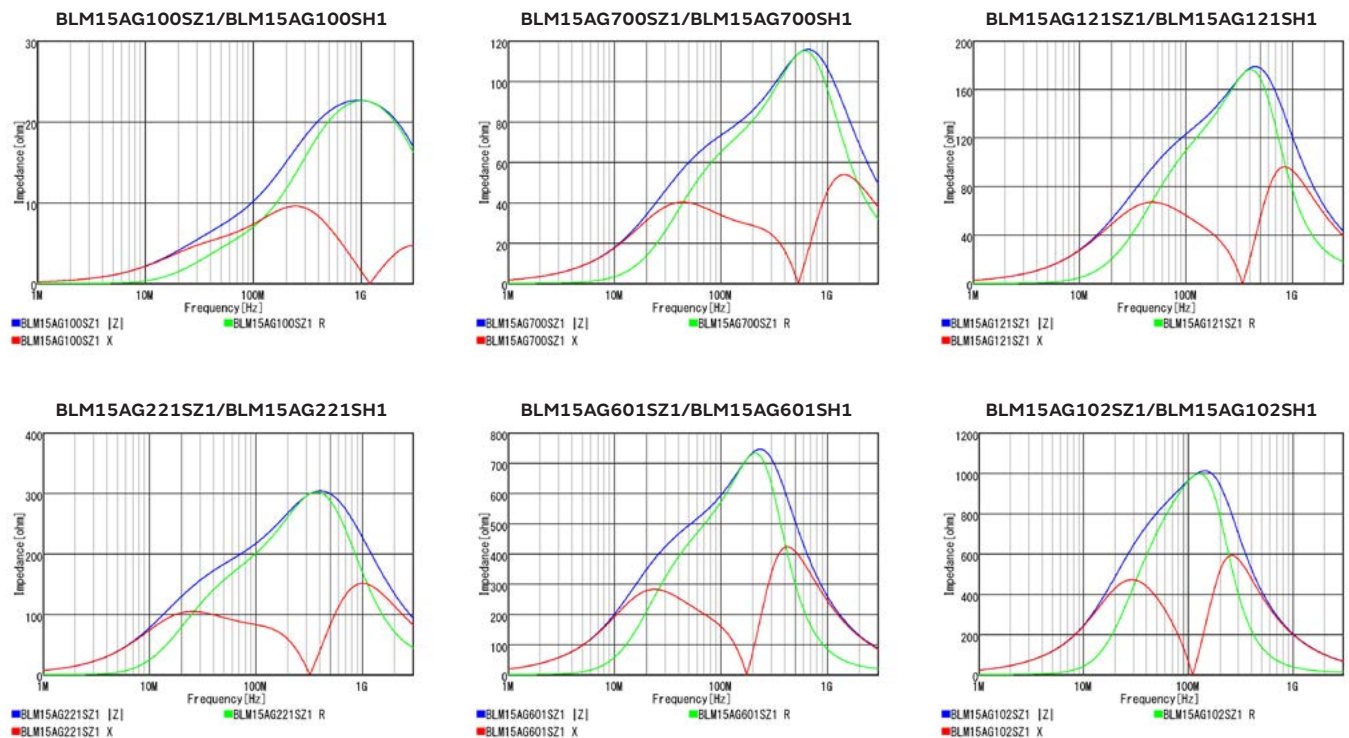 BLM15AG100SZ1/BLM15AG100SH1
30
20
10
0
Impedance[ohm]
1M 10M 100M 1G
Frequency[Hz]
BLM15AG100SZ1 |Z| BLM15AG100SZ1 R
BLM15AG100SZ1 X
BLM15AG700SZ1/BLM15AG700SH1
120
100
80
60
40
20
0
Impedance[ohm]
1M 10M 100M 1G
Frequency[Hz]
BLM15AG700SZ1 |Z| BLM15AG700SZ1 R
BLM15AG700SZ1 X
BLM15AG121SZ1/BLM15AG121SH1
200
160
120
80
40
0
Impedance[ohm]
1M 10M 100M 1G
Frequency[Hz]
BLM15AG121SZ1 |Z| BLM15AG121SZ1 R
BLM15AG121SZ1 X
BLM15AG221SZ1/BLM15AG221SH1
400
300
200
100
0
Impedance[ohm]
1M 10M 100M 1G
Frequency[Hz]
BLM15AG221SZ1 |Z| BLM15AG221SZ1 R
BLM15AG221SZ1 X
BLM15AG601SZ1/BLM15AG601SH1
800
700
600
500
400
300
200
100
0
Impedance[ohm]
1M 10M 100M 1G
Frequency[Hz]
BLM15AG601SZ1 |Z| BLM15AG601SZ1 R
BLM15AG601SZ1 X
BLM15AG102SZ1/BLM15AG102SH1
1200
1000
800
600
400
200
0
Impedance[ohm]
1M 10M 100M 1G
Frequency[Hz]
BLM15AG102SZ1 |Z| BLM15AG102SZ1 R
BLM15AG102SZ1 X